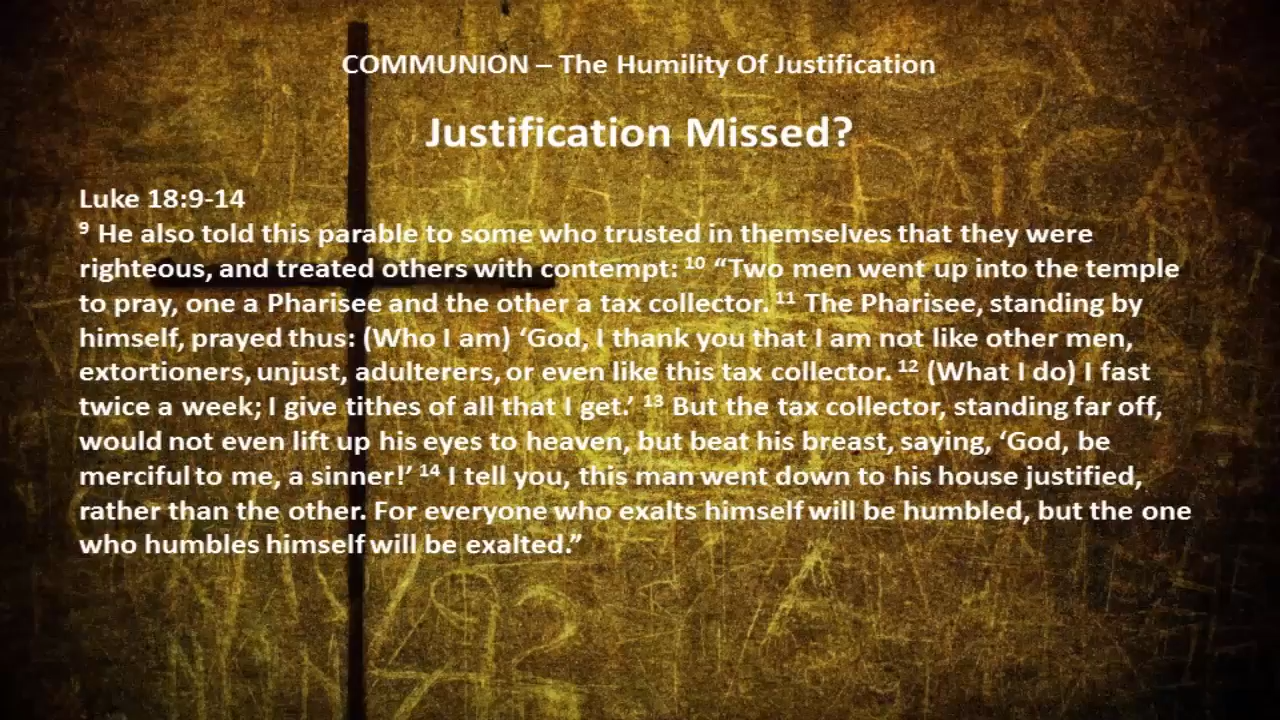 COMMUNION – The Humility Of Justification
Justification Missed?
Luke 18:9-14
⁹ He also told this parable to some who trusted in themselves that they were
righteous, and treated others with contempt: ¹⁰ “Two men went up into the temple
to pray, one a Pharisee and the other a tax collector. ¹¹ The Pharisee, standing by
himself, prayed thus: (Who I am) ‘God, I thank you that I am not like other men,
extortioners, unjust, adulterers, or even like this tax collector. ¹² (What I do) I fast
twice a week; I give tithes of all that I get.’ ¹³ But the tax collector, standing far off,
would not even lift up his eyes to heaven, but beat his breast, saying, ‘God, be
merciful to me, a sinner!’ ¹⁴ I tell you, this man went down to his house justified,
rather than the other. For everyone who exalts himself will be humbled, but the one
who humbles himself will be exalted.”